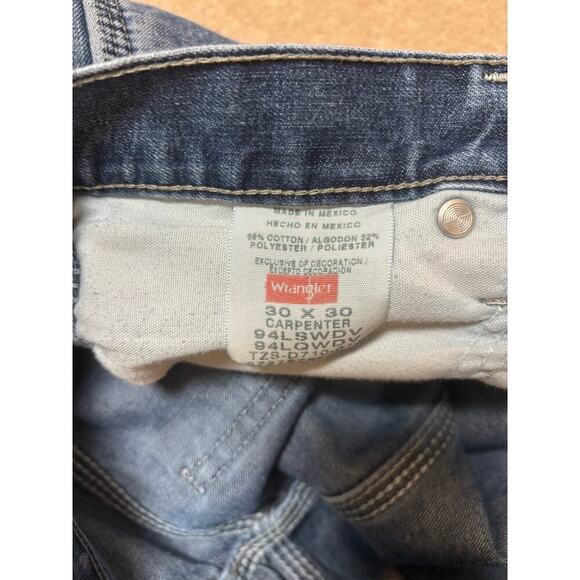 MADE IN MEXICO
HECHO EN MEXICO
68% COTTON / ALGODON 32%
POLYESTER / POLIESTER
EXCLUSIVE OF DECORATION /
EXCEPTO DECORACION
Wrangler
30 X 30
CARPENTER
94LSWDV
94LQWDV